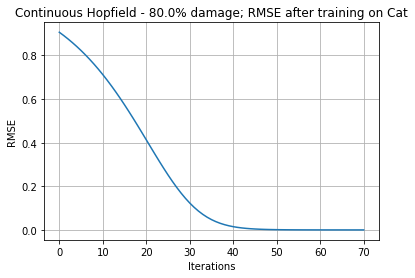 Continuous Hopfield - 80.0% damage; RMSE after training on Cat
RMSE
0.8
0.6
0.4
0.2
0.0
0 10 20 30 40 50 60 70
Iterations